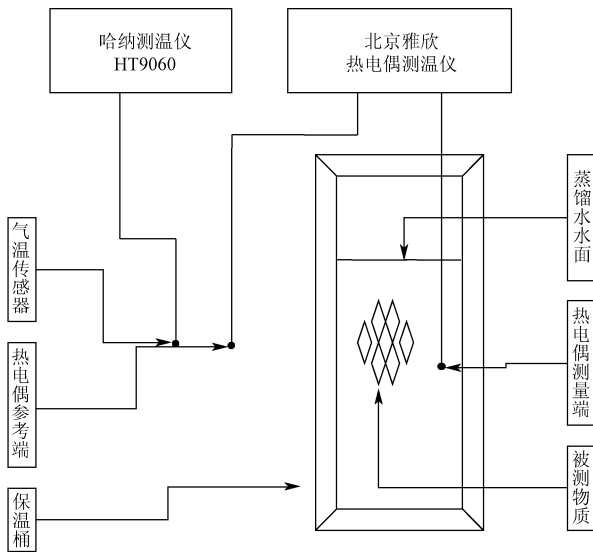 哈纳测温仪
HT9060
北京雅欣
热电偶测温仪
气温传感器
热电偶参考端
保温桶
蒸馏水水面
热电偶测量端
被测物质